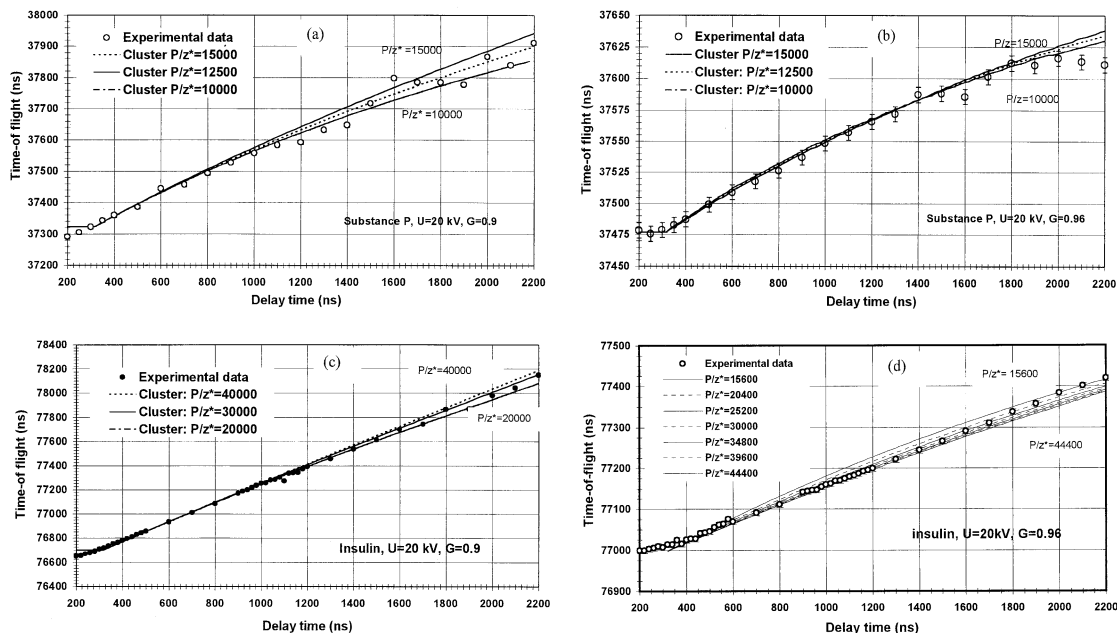 (a)
38000
37900
37800
37700
37600
37500
37400
37300
37200
Time-of flight (ns)
Experimental data
Cluster P/z*=15000
Cluster P/z*=12500
Cluster P/z*=10000
P/z* =15000
P/z* =10000
Substance P, U=20 kV, G=0.9
200 400 600 800 1000 1200 1400 1600 1800 2000 2200
Delay time (ns)
(b)
37650
37625
37600
37575
37550
37525
37500
37475
37450
Time-of flight (ns)
Experimental data
Cluster P/z*=15000
Cluster: P/z*=12500
Cluster: P/z*=10000
P/z=15000
P/z=10000
Substance P, U=20 kV, G=0.96
200 400 600 800 1000 1200 1400 1600 1800 2000 2200
Delay time (ns)
(c)
78400
78200
78000
77800
77600
77400
77200
77000
76800
76600
76400
Time-of flight (ns)
Experimental data
Cluster: P/z*=40000
Cluster: P/z*=30000
Cluster: P/z*=20000
P/z*=40000
P/z*=20000
Insulin, U=20 kV, G=0.9
200 400 600 800 1000 1200 1400 1600 1800 2000 2200
Delay time (ns)
(d)
77500
77400
77300
77200
77100
77000
76900
Time-of-flight (ns)
Experimental data
P/z*=15600
P/z*=20400
P/z*=25200
P/z*=30000
P/z*=34800
P/z*=39600
P/z*=44400
P/z* = 15600
P/z*=44400
insulin, U=20kV, G=0.96
200 400 600 800 1000 1200 1400 1600 1800 2000 2200
Delay time (ns)